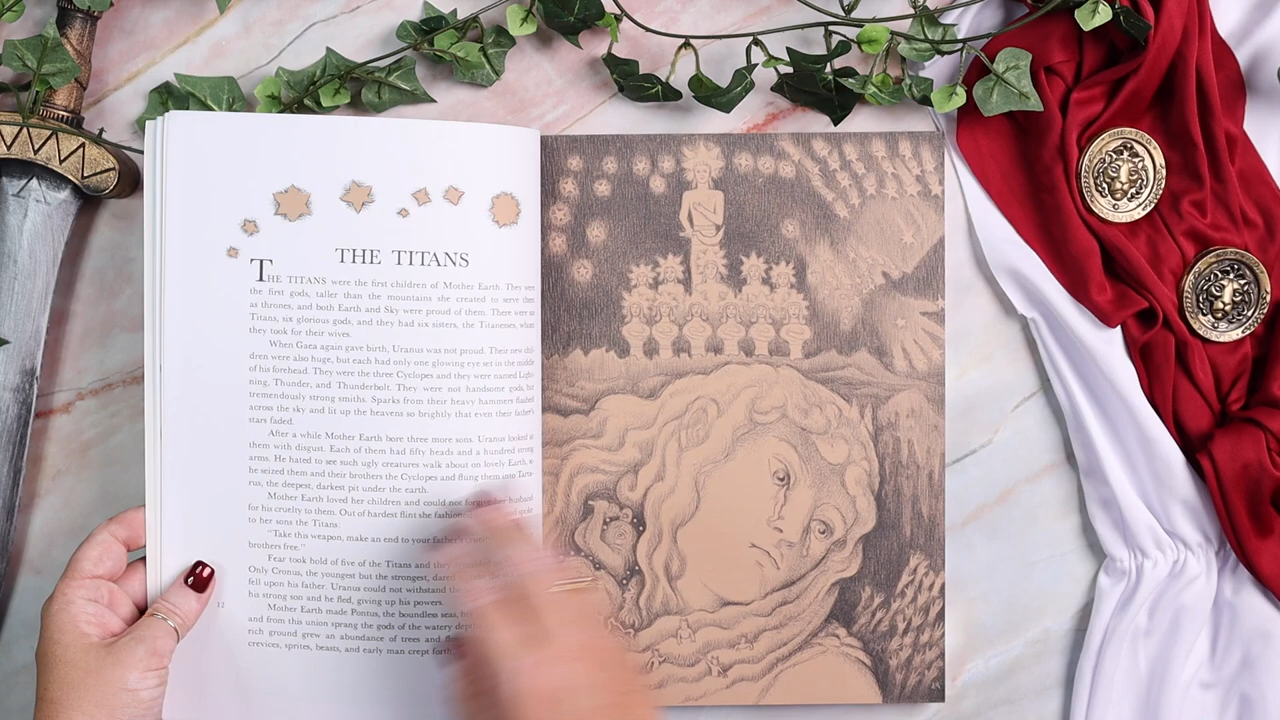 THE TITANS
THE TITANS were the first children of Mother Earth. They were
the first gods, taller than the mountains she created to serve them
as thrones, and both Earth and Sky were proud of them. There were six
Titans, six glorious gods, and they had six sisters, the Titanesses, whom
they took for their wives.
When Gaea again gave birth, Uranus was not proud. Their new chil-
dren were also huge, but each had only one glowing eye set in the middle
of his forehead. They were the three Cyclopes and they were named Light-
ning, Thunder, and Thunderbolt. They were not handsome gods, but
tremendously strong smiths. Sparks from their heavy hammers flashed
across the sky and lit up the heavens so brightly that even their father's
stars faded.
After a while Mother Earth bore three more sons. Uranus looked at
them with disgust. Each of them had fifty heads and a hundred strong
arms. He hated to see such ugly creatures walk about on lovely Earth, so
he seized them and their brothers the Cyclopes and flung them into Tarta-
rus, the deepest, darkest pit under the earth.
Mother Earth loved her children and could not forgive her husband
for his cruelty to them. Out of hardest flint she fashioned spoke
to her sons the Titans:
"Take this weapon, make an end to your father's cruelty
brothers free."
Fear took hold of five of the Titans and they
Only Cronus, the youngest but the strongest, dared
fell upon his father. Uranus could not withstand the
his strong son and he fled, giving up his powers.
Mother Earth made Pontus, the boundless seas,
and from this union sprang the gods of the watery depths
rich ground grew an abundance of trees and
crevices, sprites, beasts, and early man crept forth.
12
THEATRO
COSVIR
COSVIR